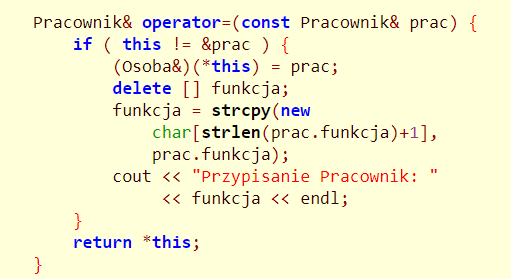 Pracownik& operator=(const Pracownik& prac) {
    if ( this != &prac ) {
        (Osoba&)(*this) = prac;
        delete [] funkcja;
        funkcja = strcpy(new
            char[strlen(prac.funkcja)+1],
            prac.funkcja);
        cout << "Przypisanie Pracownik: "
             << funkcja << endl;
    }
    return *this;
}